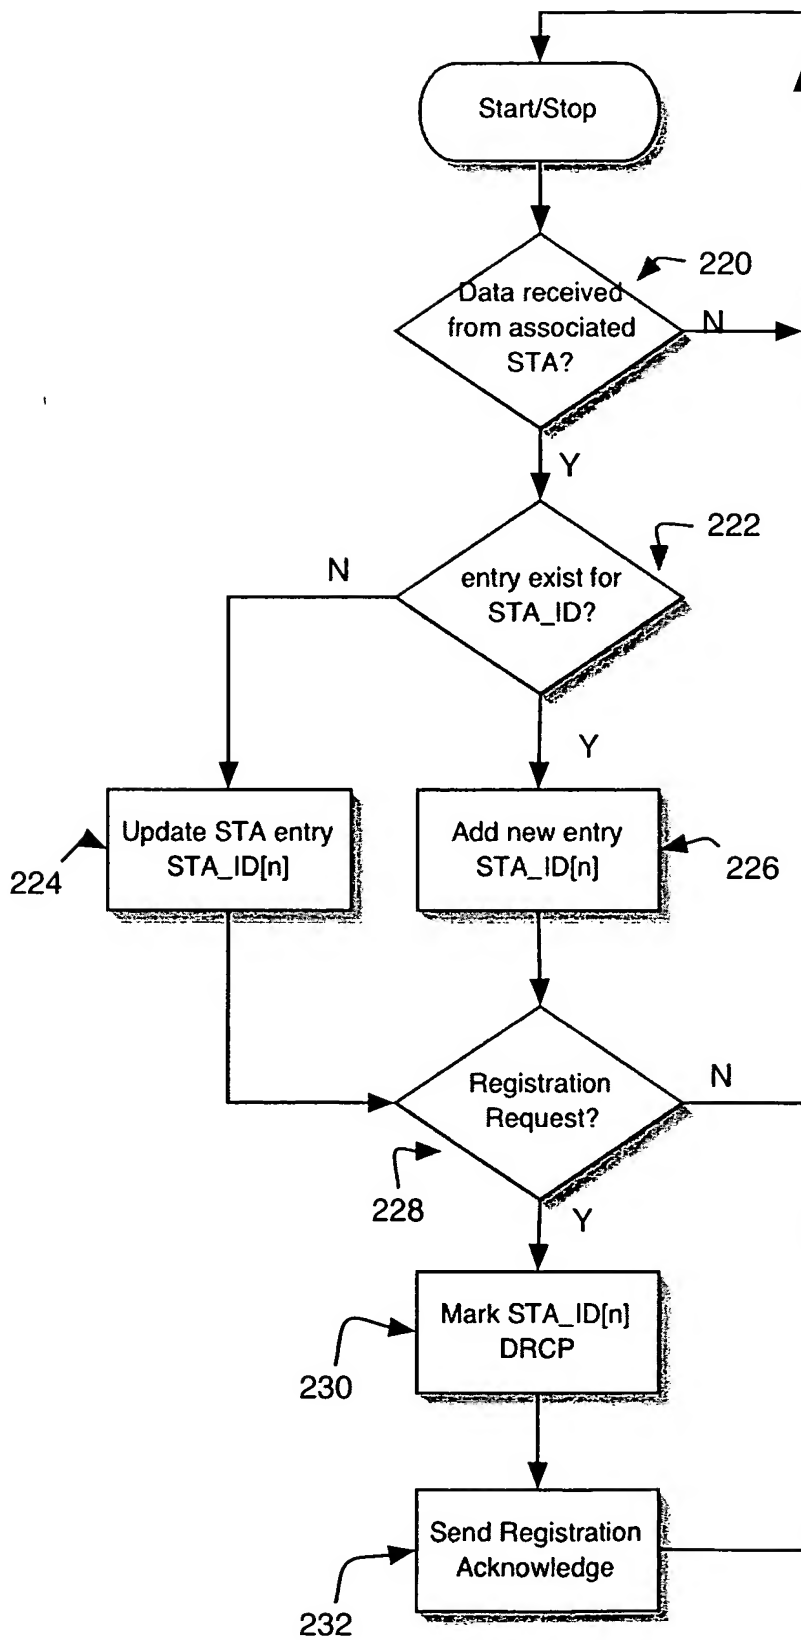 Start/Stop
220
Data received
from associated
STA?
N
Y
222
N
entry exist for
STA_ID?
Y
Update STA entry
STA_ID[n]
Add new entry
STA_ID[n]
224
226
Registration
Request?
N
228
Y
Mark STA_ID[n]
DRCP
230
Send Registration
Acknowledge
232